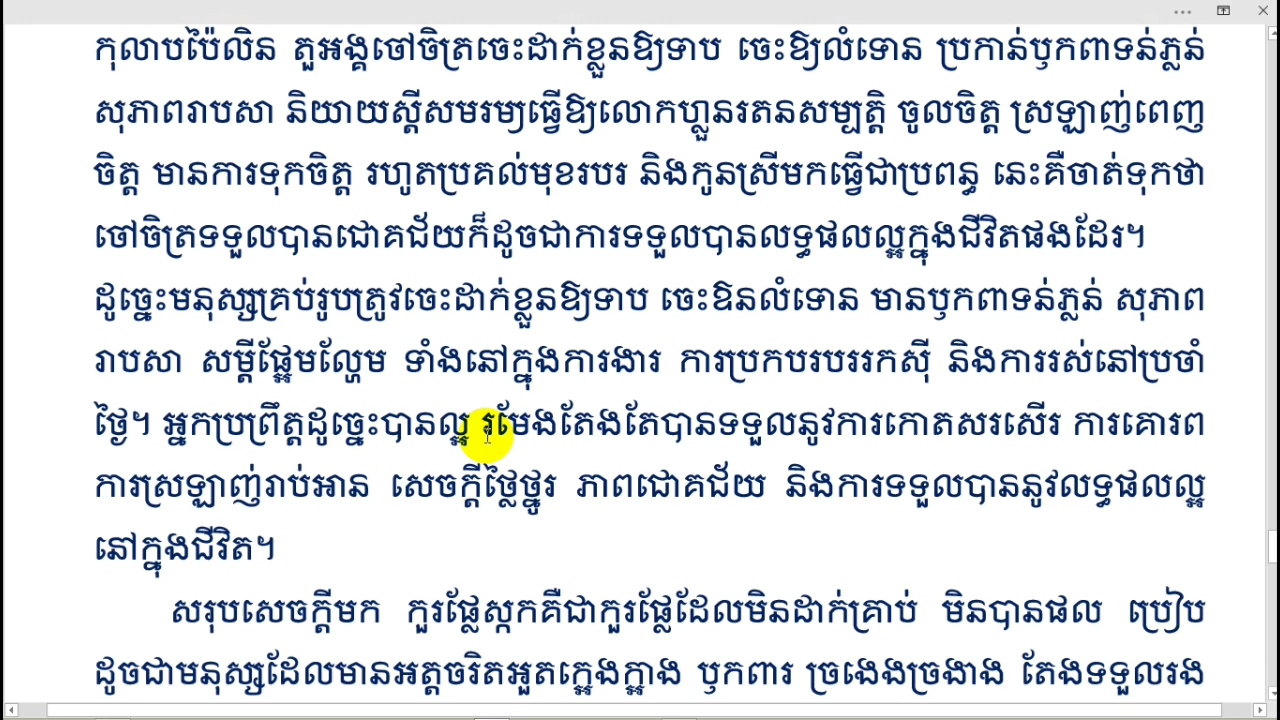 កុលាបប៉ៃលិន តួអង្គចៅចិត្រចេះដាក់ខ្លួនឱ្យទាប ចេះឱ្យលំទោន ប្រកាន់ឫកពាទន់ភ្លន់
សុភាពរាបសា និយាយស្ដីសមរម្យធ្វើឱ្យលោកហ្លួនរតនសម្បត្តិ ចូលចិត្ត ស្រឡាញ់ពេញ
ចិត្ត មានការទុកចិត្ត រហូតប្រគល់មុខរបរ និងកូនស្រីមកធ្វើជាប្រពន្ធ នេះគឺចាត់ទុកថា
ចៅចិត្រទទួលបានជោគជ័យក៏ដូចជាការទទួលបានលទ្ធផលល្អក្នុងជីវិតផងដែរ។
ដូច្នេះមនុស្សគ្រប់រូបត្រូវចេះដាក់ខ្លួនឱ្យទាប ចេះឱនលំទោន មានឫកពាទន់ភ្លន់ សុភាព
រាបសា សម្ដីផ្អែមល្ហែម ទាំងនៅក្នុងការងារ ការប្រកបរបររកស៊ី និងការរស់នៅប្រចាំ
ថ្ងៃ។ អ្នកប្រព្រឹត្តដូច្នេះបានល្អ រមែងតែងតែបានទទួលនូវការកោតសរសើរ ការគោរព
ការស្រឡាញ់រាប់អាន សេចក្ដីថ្លៃថ្នូរ ភាពជោគជ័យ និងការទទួលបាននូវលទ្ធផលល្អ
នៅក្នុងជីវិត។
សរុបសេចក្ដីមក កួរផ្លែស្កកគឺជាកួរផ្លែដែលមិនដាក់គ្រាប់ មិនបានផល ប្រៀប
ដូចជាមនុស្សដែលមានអត្តចរិតអួតក្អេងក្អាង ឫកពារ ច្រងេងច្រងាង តែងទទួលរង